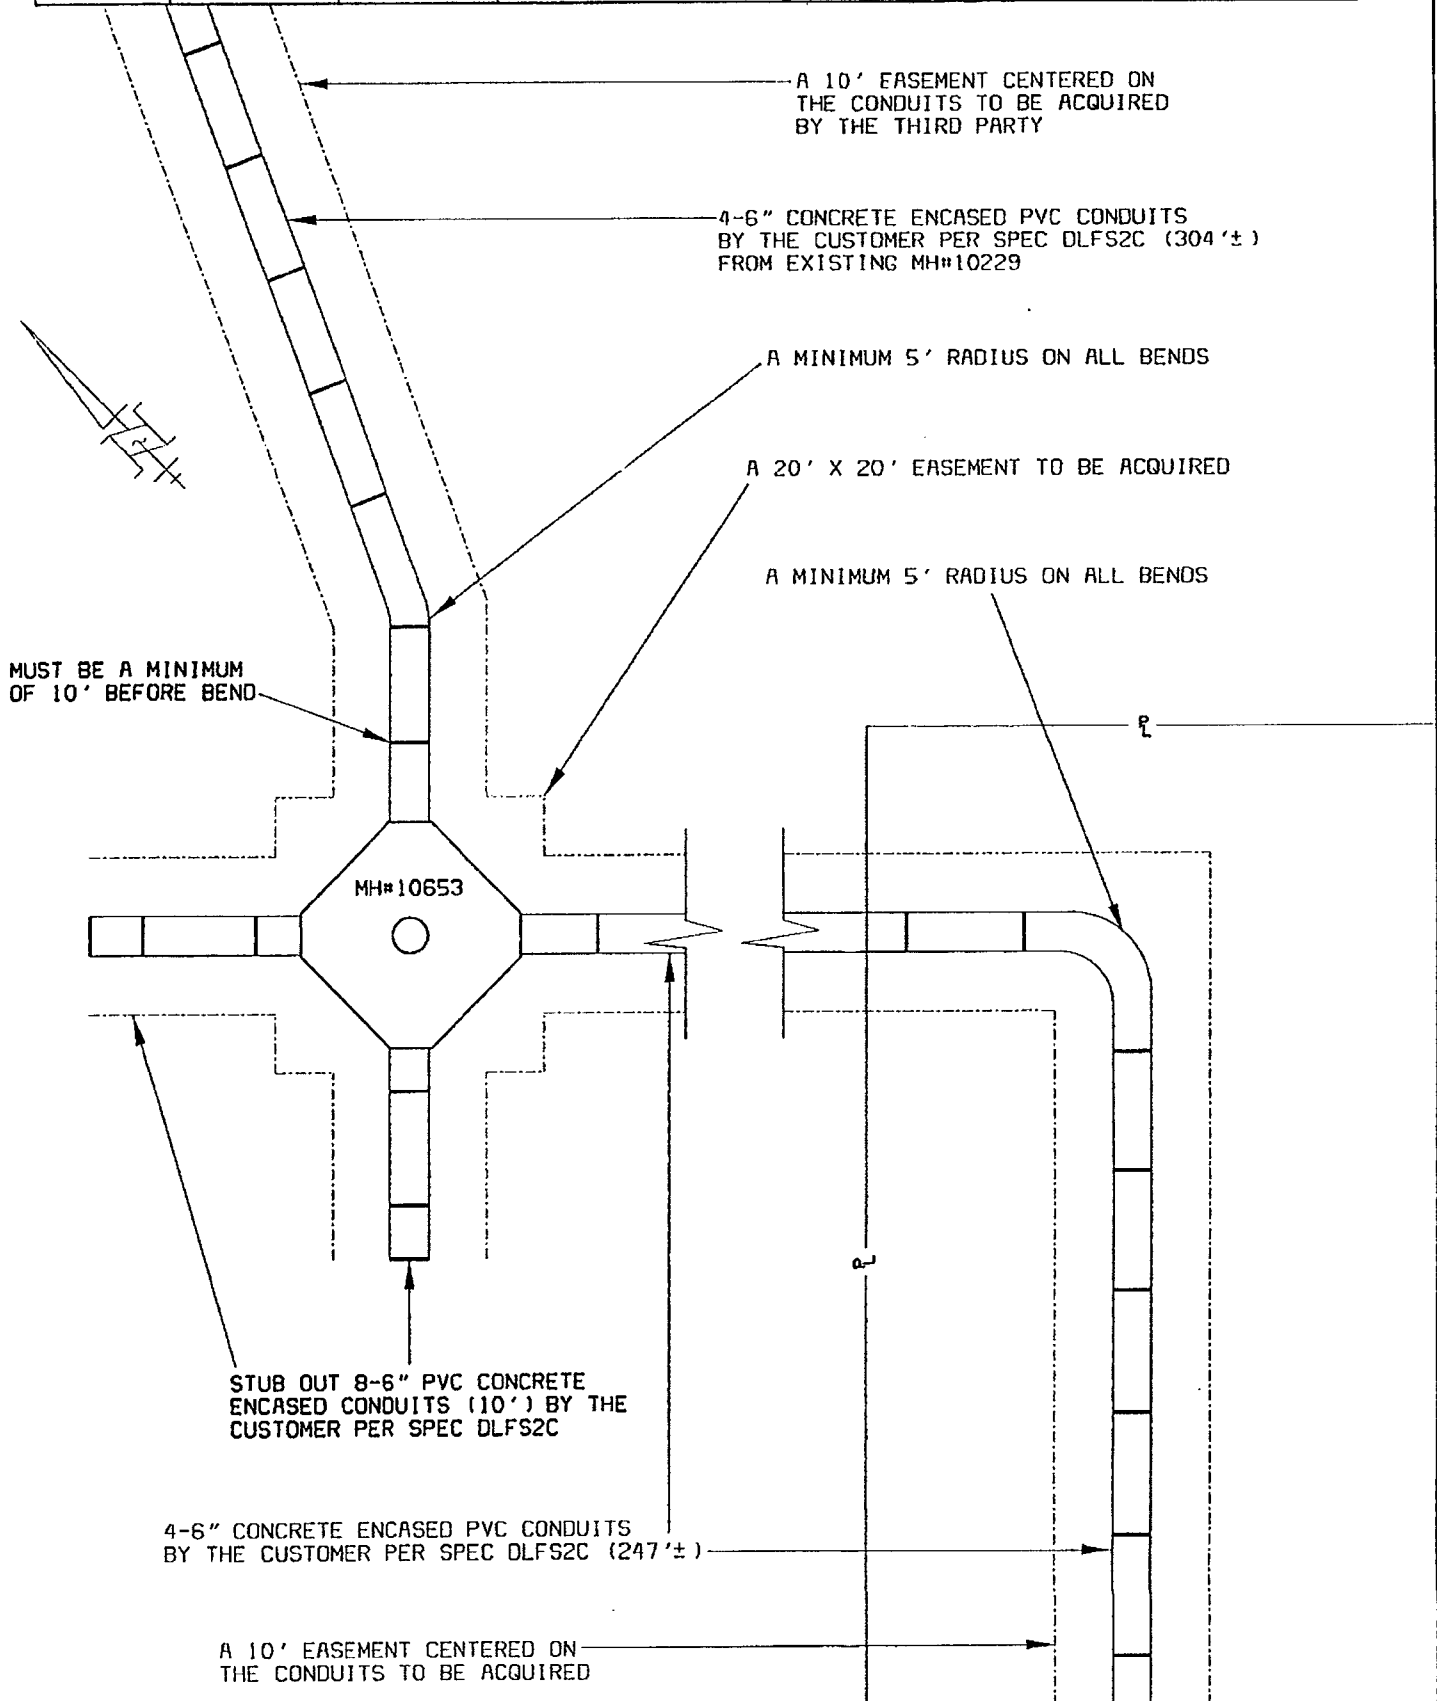 A 10' EASEMENT CENTERED ON
THE CONDUITS TO BE ACQUIRED
BY THE THIRD PARTY
4-6" CONCRETE ENCASED PVC CONDUITS
BY THE CUSTOMER PER SPEC DLFS2C (304'±)
FROM EXISTING MH#10229
A MINIMUM 5' RADIUS ON ALL BENDS
A 20' X 20' EASEMENT TO BE ACQUIRED
A MINIMUM 5' RADIUS ON ALL BENDS
MUST BE A MINIMUM
OF 10' BEFORE BEND
PL
MH#10653
PL
STUB OUT 8-6" PVC CONCRETE
ENCASED CONDUITS (10') BY THE
CUSTOMER PER SPEC DLFS2C
4-6" CONCRETE ENCASED PVC CONDUITS
BY THE CUSTOMER PER SPEC DLFS2C (247'±)
A 10' EASEMENT CENTERED ON
THE CONDUITS TO BE ACQUIRED